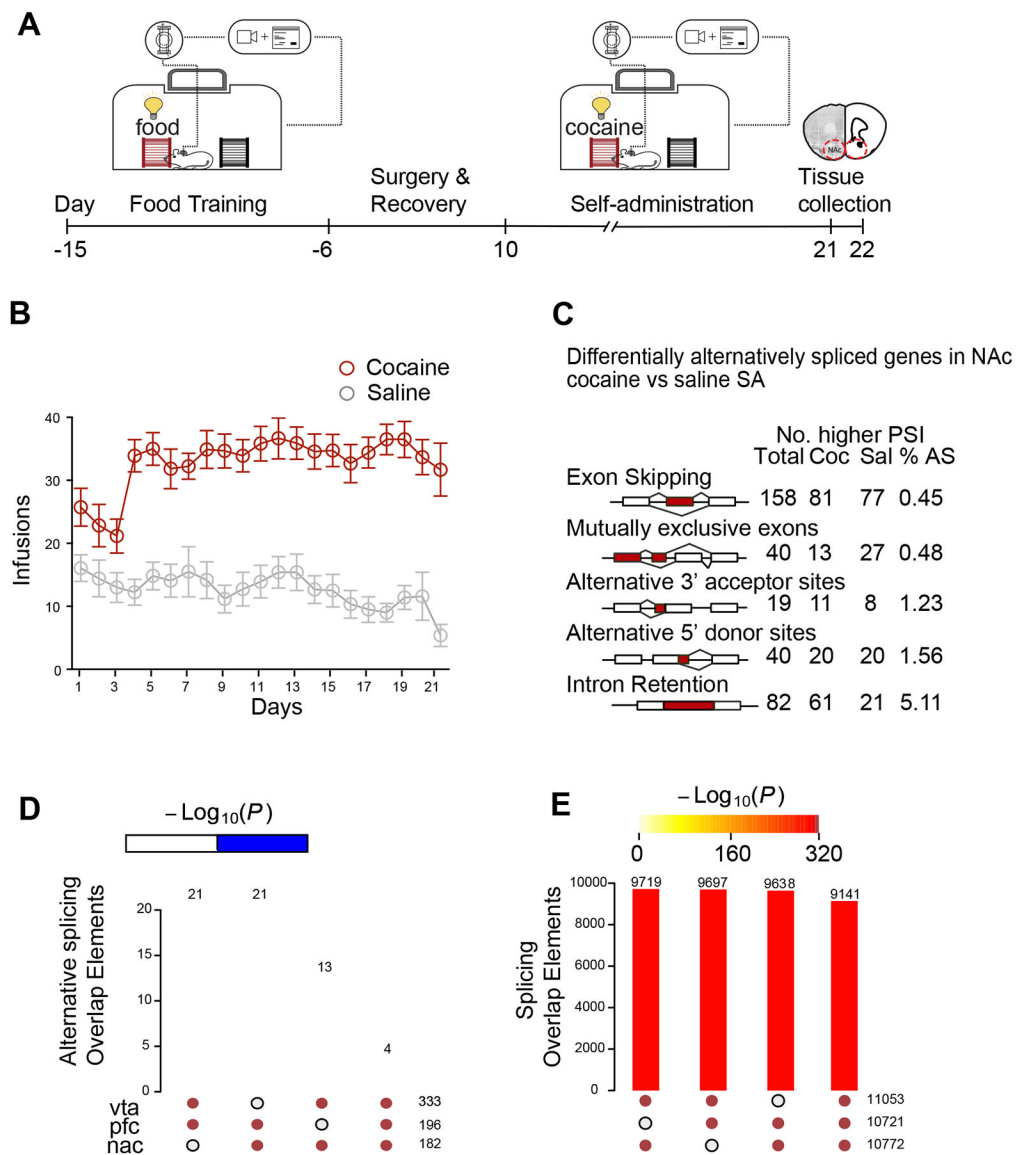 A
food
cocaine
NAc
Day
Food Training
Surgery &
Recovery
Self-administration
Tissue
collection
-15
-6
10
21
22
B
Cocaine
Saline
40
30
20
10
0
Infusions
1
3
5
7
9
11
13
15
17
19
21
Days
C
Differentially alternatively spliced genes in NAc
cocaine vs saline SA
No. higher PSI
Total Coc Sal % AS
Exon Skipping
158 81 77 0.45
Mutually exclusive exons
40 13 27 0.48
Alternative 3' acceptor sites
19 11 8 1.23
Alternative 5' donor sites
40 20 20 1.56
Intron Retention
82 61 21 5.11
D
– Log10(P)
Alternative splicing
Overlap Elements
20
15
10
5
0
21
21
13
4
vta
333
pfc
196
nac
182
E
– Log10(P)
0
160
320
Splicing
Overlap Elements
10000
8000
6000
4000
2000
0
9719
9697
9638
9141
11053
10721
10772